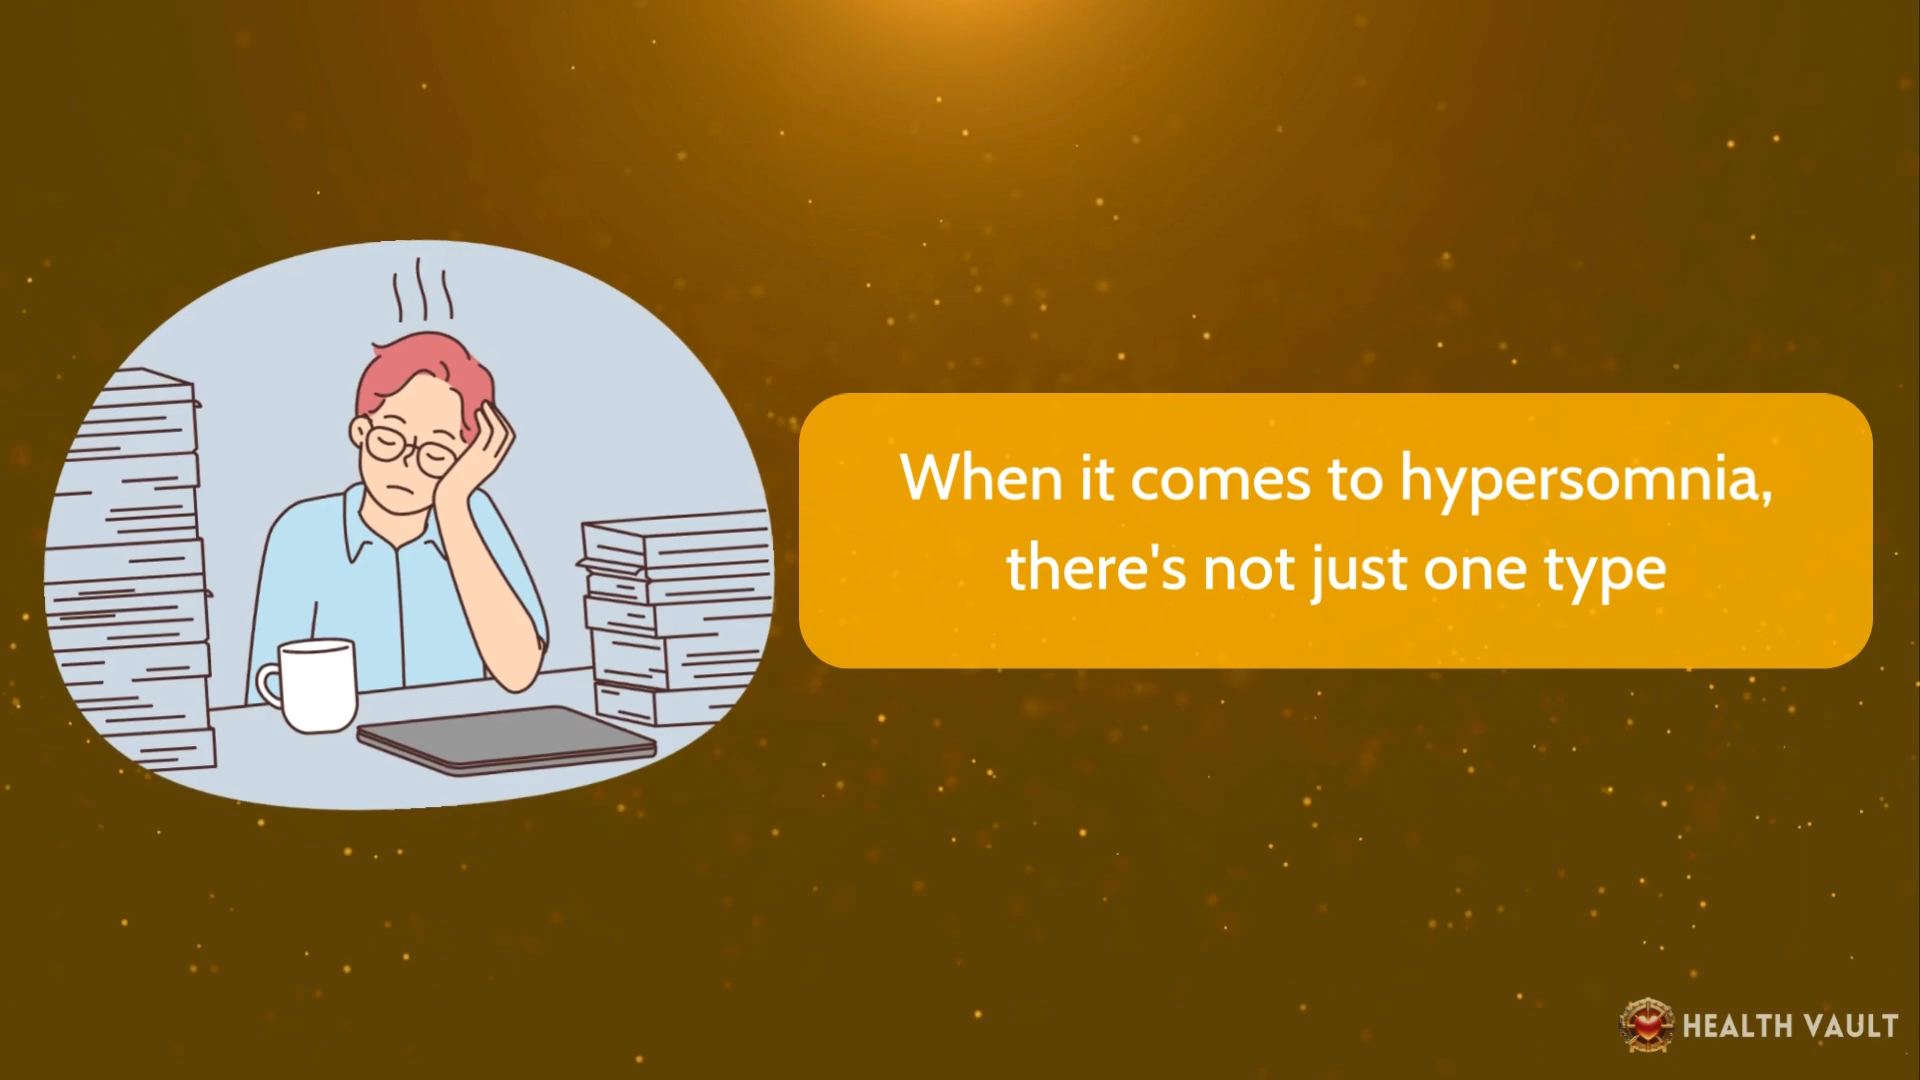 When it comes to hypersomnia,
there's not just one type
HEALTH VAULT